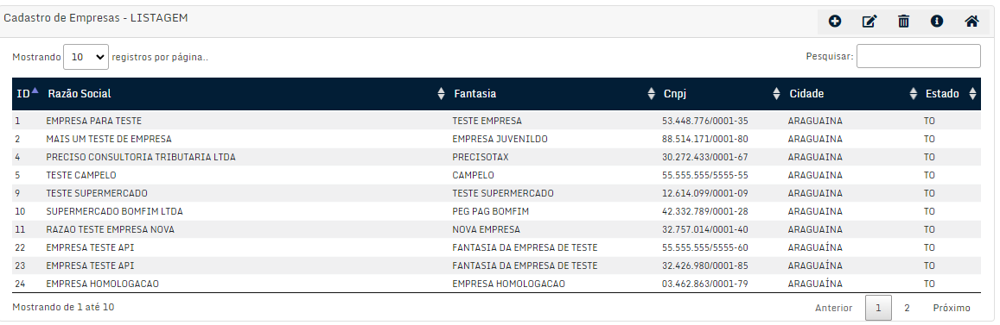 Cadastro de Empresas - LISTAGEM
Mostrando 10 registros por página.. Pesquisar:
ID Razão Social Fantasia Cnpj Cidade Estado
1 EMPRESA PARA TESTE TESTE EMPRESA 53.448.776/0001-35 ARAGUAINA TO
2 MAIS UM TESTE DE EMPRESA EMPRESA JUVENILDO 88.514.171/0001-80 ARAGUAINA TO
4 PRECISO CONSULTORIA TRIBUTARIA LTDA PRECISOTAX 30.272.433/0001-67 ARAGUAINA TO
5 TESTE CAMPELO CAMPELO 55.555.555/5555-55 ARAGUAINA TO
9 TESTE SUPERMERCADO TESTE SUPERMERCADO 12.614.099/0001-09 ARAGUAINA TO
10 SUPERMERCADO BOMFIM LTDA PEG PAG BOMFIM 42.332.789/0001-28 ARAGUAINA TO
11 RAZAO TESTE EMPRESA NOVA NOVA EMPRESA 32.757.014/0001-40 ARAGUAINA TO
22 EMPRESA TESTE API FANTASIA DA EMPRESA DE TESTE 55.555.555/5555-60 ARAGUAÍNA TO
23 EMPRESA TESTE API FANTASIA DA EMPRESA DE TESTE 32.426.980/0001-85 ARAGUAÍNA TO
24 EMPRESA HOMOLOGACAO EMPRESA HOMOLOGACAO 03.462.863/0001-79 ARAGUAÍNA TO
Mostrando de 1 até 10 Anterior 1 2 Próximo